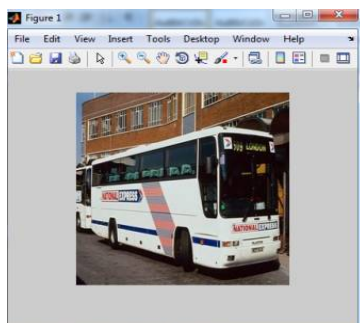 Figure 1
File Edit View Insert Tools Desktop Window Help
LONDON
NATIONAL EXPRESS
NATIONAL EXPRESS